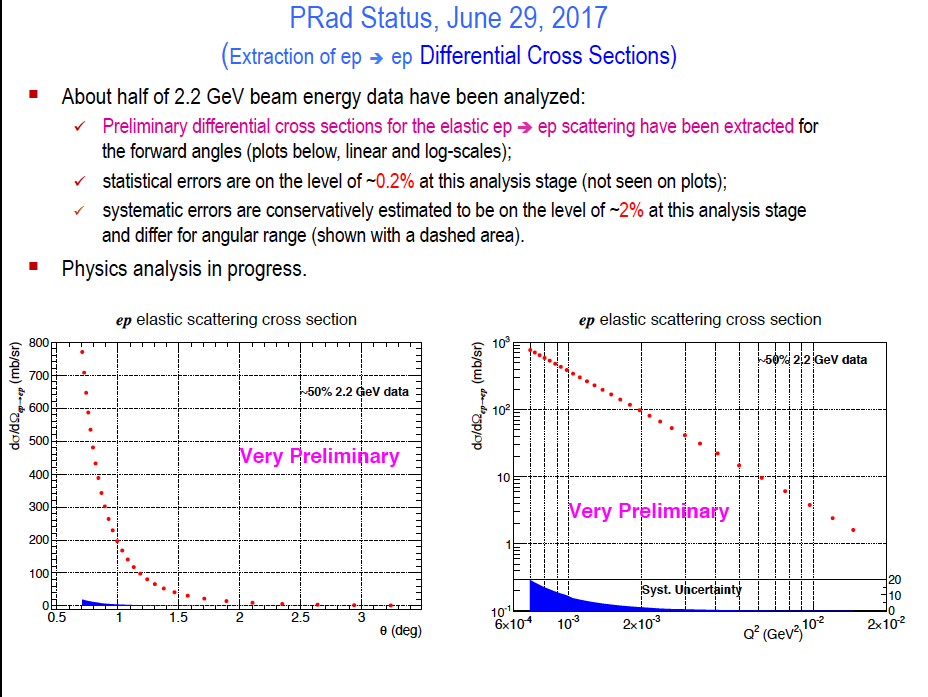 PRad Status, June 29, 2017
(Extraction of ep ➔ ep Differential Cross Sections)
▪ About half of 2.2 GeV beam energy data have been analyzed:
✓ Preliminary differential cross sections for the elastic ep ➔ ep scattering have been extracted for
the forward angles (plots below, linear and log-scales);
✓ statistical errors are on the level of ~0.2% at this analysis stage (not seen on plots);
✓ systematic errors are conservatively estimated to be on the level of ~2% at this analysis stage
and differ for angular range (shown with a dashed area).
▪ Physics analysis in progress.
ep elastic scattering cross section
dσ/dΩep→ep (mb/sr)
800
700
600
500
400
300
200
100
0
~50% 2.2 GeV data
Very Preliminary
0.5 1 1.5 2 2.5 3
θ (deg)
ep elastic scattering cross section
dσ/dΩep→ep (mb/sr)
10³
10²
10
1
10⁻¹
~50% 2.2 GeV data
Very Preliminary
Syst. Uncertainty
20
10
0
6x10⁻⁴ 10⁻³ 2x10⁻³ 10⁻² 2x10⁻²
Q² (GeV²)